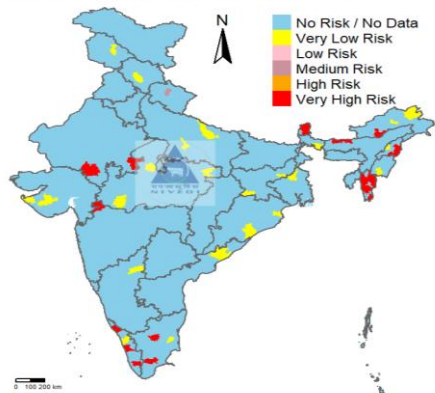 N
No Risk / No Data
Very Low Risk
Low Risk
Medium Risk
High Risk
Very High Risk
NIVEDI
0 100 200 km